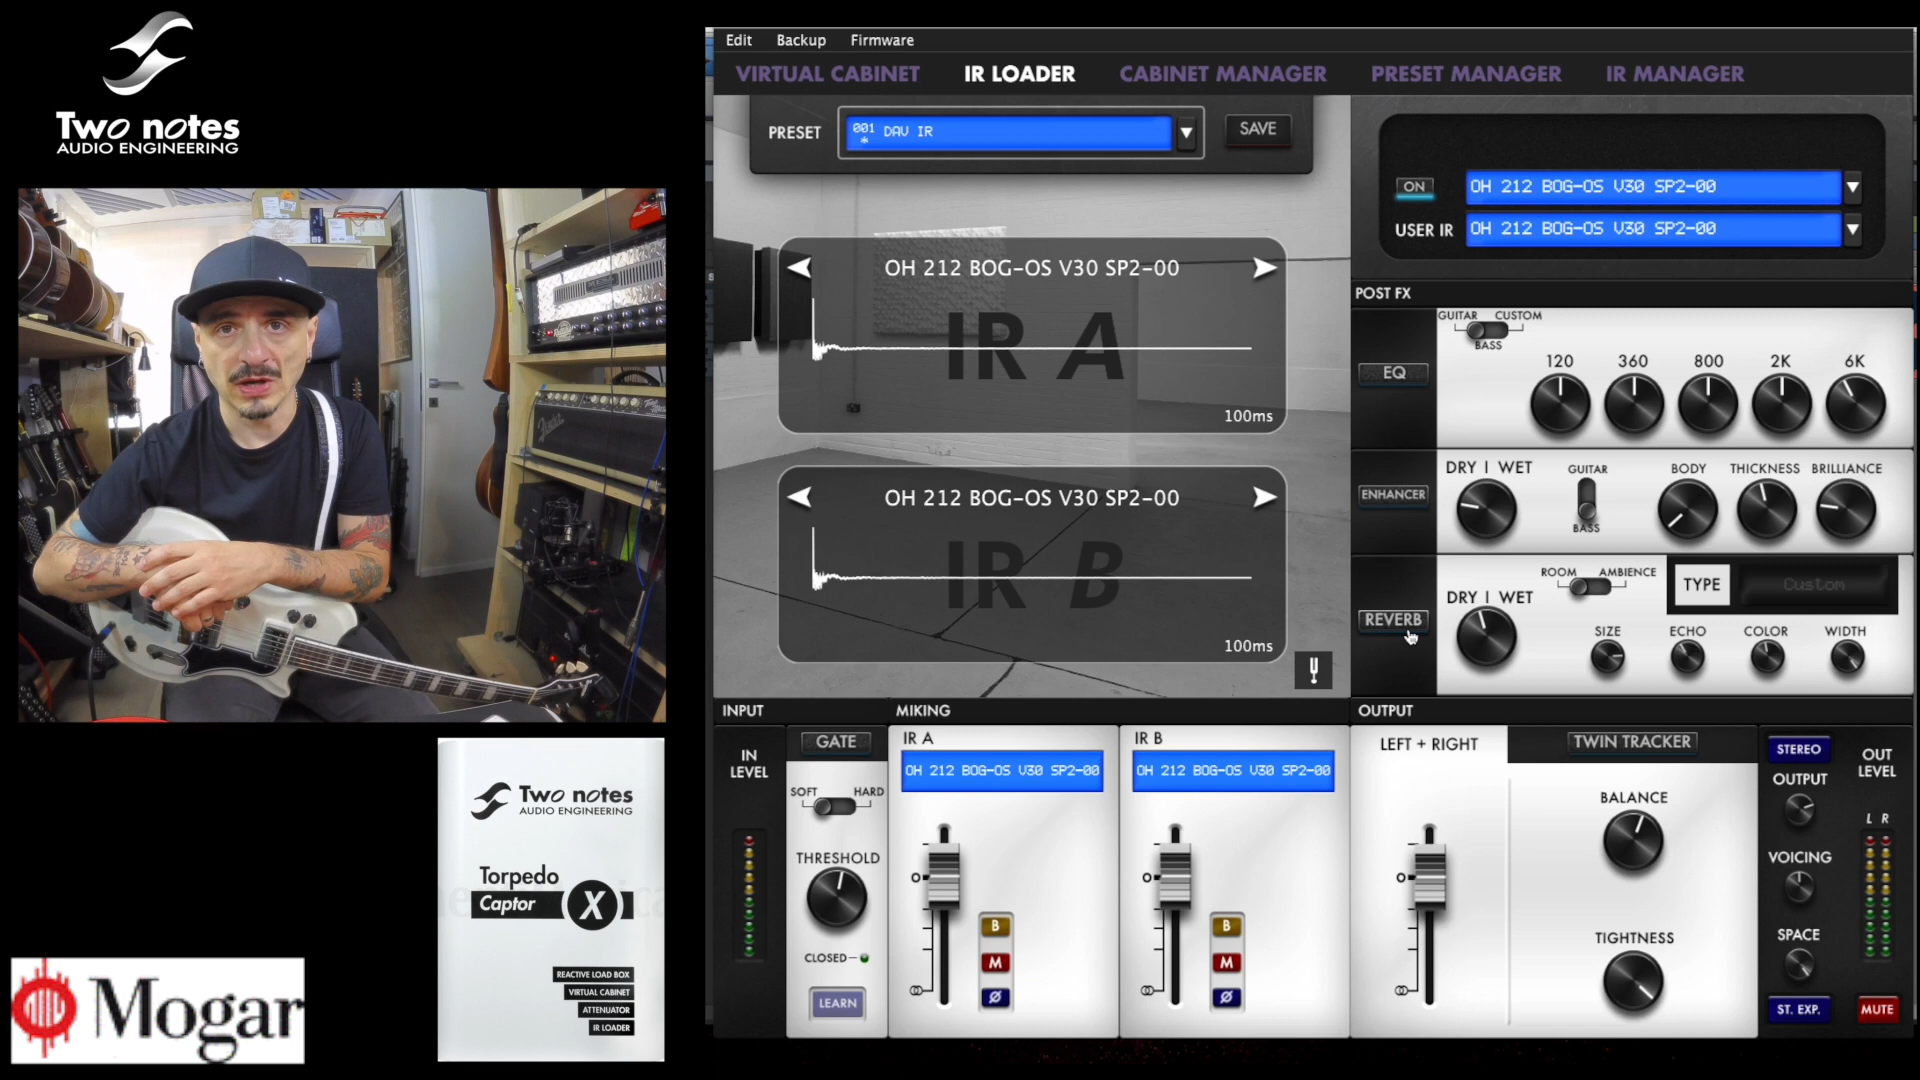 Two notes
AUDIO ENGINEERING
Edit Backup Firmware
VIRTUAL CABINET IR LOADER CABINET MANAGER PRESET MANAGER IR MANAGER
PRESET 001 DAV IR * SAVE
ON OH 212 BOG-OS V30 SP2-00
USER IR OH 212 BOG-OS V30 SP2-00
OH 212 BOG-OS V30 SP2-00
IR A
100ms
OH 212 BOG-OS V30 SP2-00
IR B
100ms
POST FX
GUITAR CUSTOM
BASS
EQ
120 360 800 2K 6K
ENHANCER
DRY | WET
GUITAR
BASS
BODY THICKNESS BRILLIANCE
REVERB
DRY | WET
ROOM AMBIENCE
TYPE Custom
SIZE ECHO COLOR WIDTH
INPUT MIKING OUTPUT
IN
LEVEL
GATE
SOFT HARD
THRESHOLD
CLOSED
LEARN
IR A
OH 212 BOG-OS V30 SP2-00
O
B
M
Ø
IR B
OH 212 BOG-OS V30 SP2-00
O
B
M
Ø
LEFT + RIGHT
O
TWIN TRACKER
BALANCE
TIGHTNESS
STEREO
OUTPUT
VOICING
SPACE
ST. EXP.
OUT
LEVEL
L R
MUTE
Two notes
AUDIO ENGINEERING
Torpedo
Captor X
REACTIVE LOAD BOX
VIRTUAL CABINET
ATTENUATOR
IR LOADER
Mogar
Fender